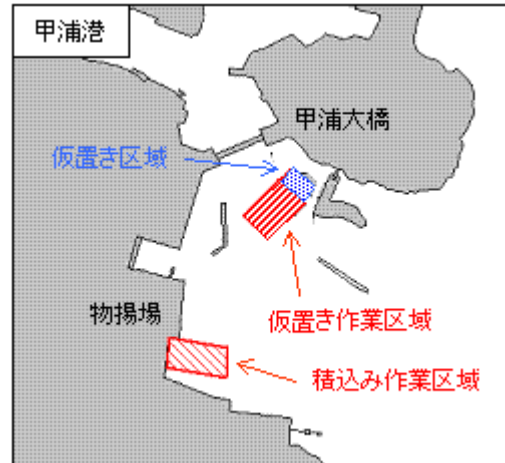 甲浦港
甲浦大橋
仮置き区域
仮置き作業区域
物揚場
積込み作業区域